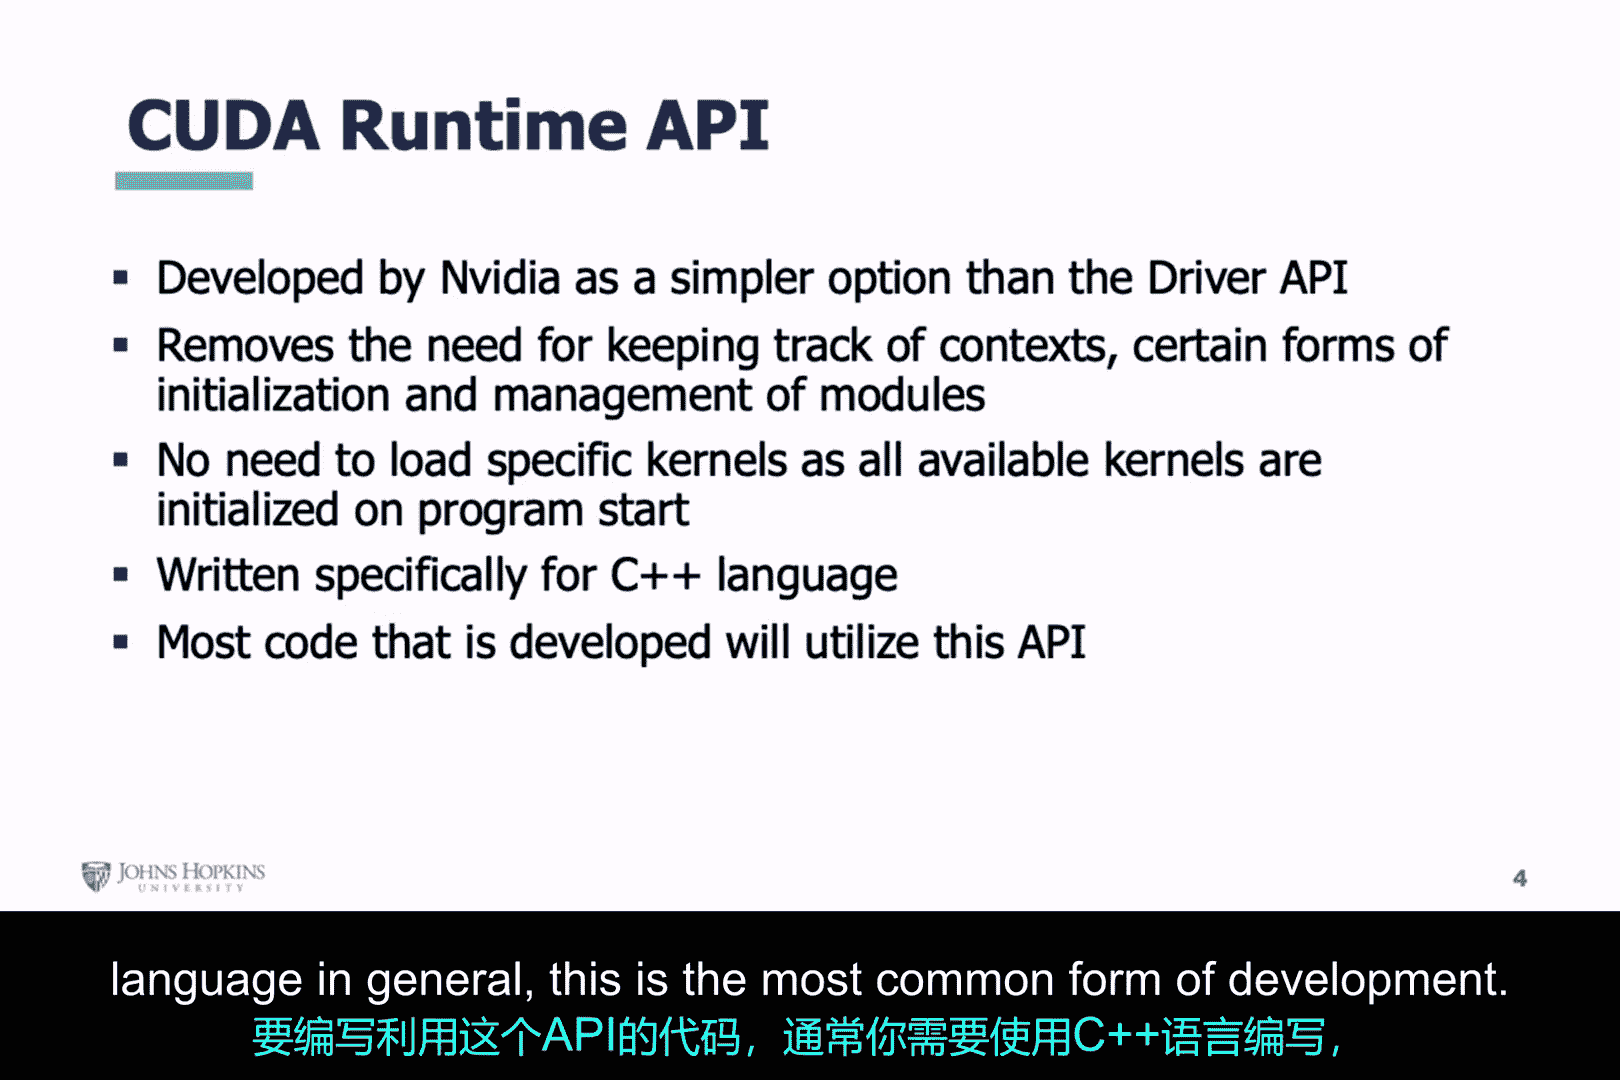 CUDA Runtime API
▪ Developed by Nvidia as a simpler option than the Driver API
▪ Removes the need for keeping track of contexts, certain forms of
initialization and management of modules
▪ No need to load specific kernels as all available kernels are
initialized on program start
▪ Written specifically for C++ language
▪ Most code that is developed will utilize this API
JOHNS HOPKINS
UNIVERSITY
4
language in general, this is the most common form of development.
要编写利用这个API的代码，通常你需要使用C++语言编写，